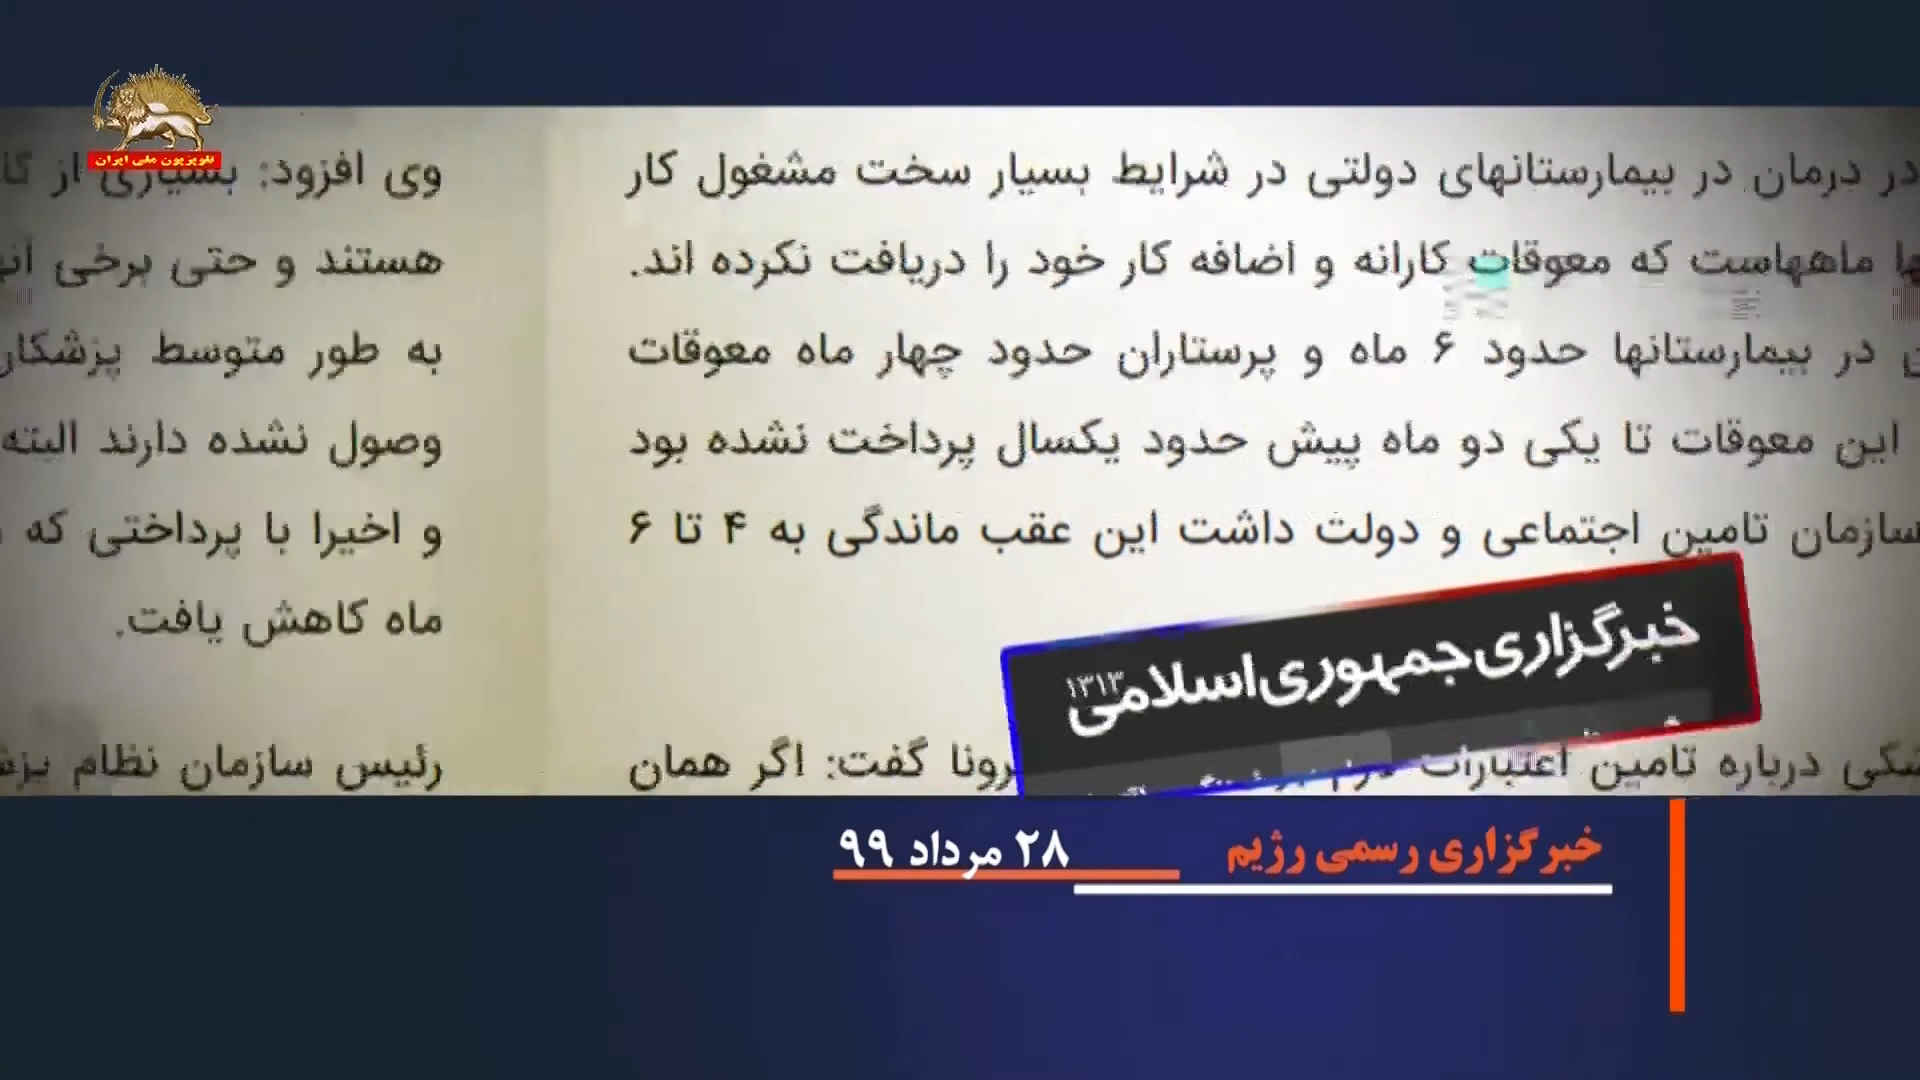 تلویزیون ملی ایران
در درمان در بیمارستانهای دولتی در شرایط بسیار سخت مشغول کار
ماههاست که معوقات کارانه و اضافه کار خود را دریافت نکرده اند.
در بیمارستانها حدود ۶ ماه و پرستاران حدود چهار ماه معوقات
این معوقات تا یکی دو ماه پیش حدود یکسال پرداخت نشده بود
سازمان تامین اجتماعی و دولت داشت این عقب ماندگی به ۴ تا ۶
درباره تامین اعتبارات گفت: اگر همان
وی افزود: بسیاری از
هستند و حتی برخی
به طور متوسط پزشکان
وصول نشده دارند البته
و اخیرا با پرداختی که
ماه کاهش یافت.
رئیس سازمان نظام
خبرگزاری جمهوری اسلامی ۱۳۱۳
خبرگزاری رسمی رژیم
۲۸ مرداد ۹۹